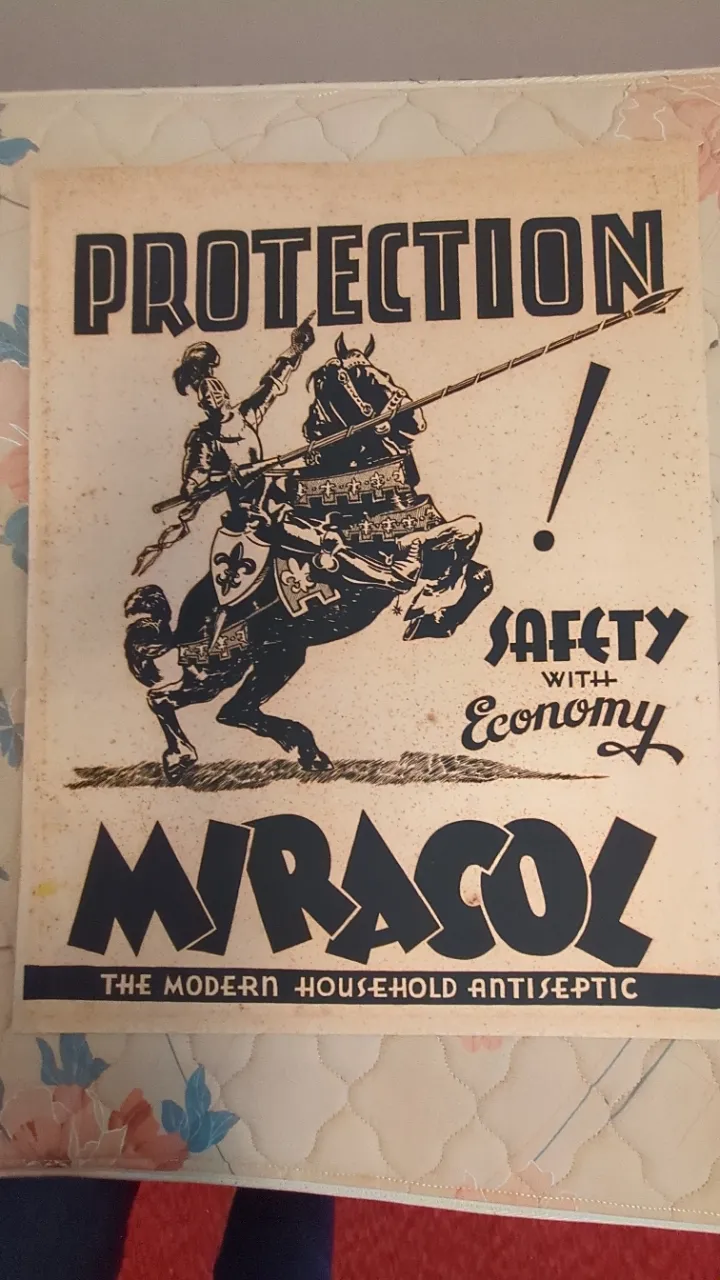 PROTECTION
!
SAFETY
WITH
Economy
MIRACOL
THE MODERN HOUSEHOLD ANTISEPTIC